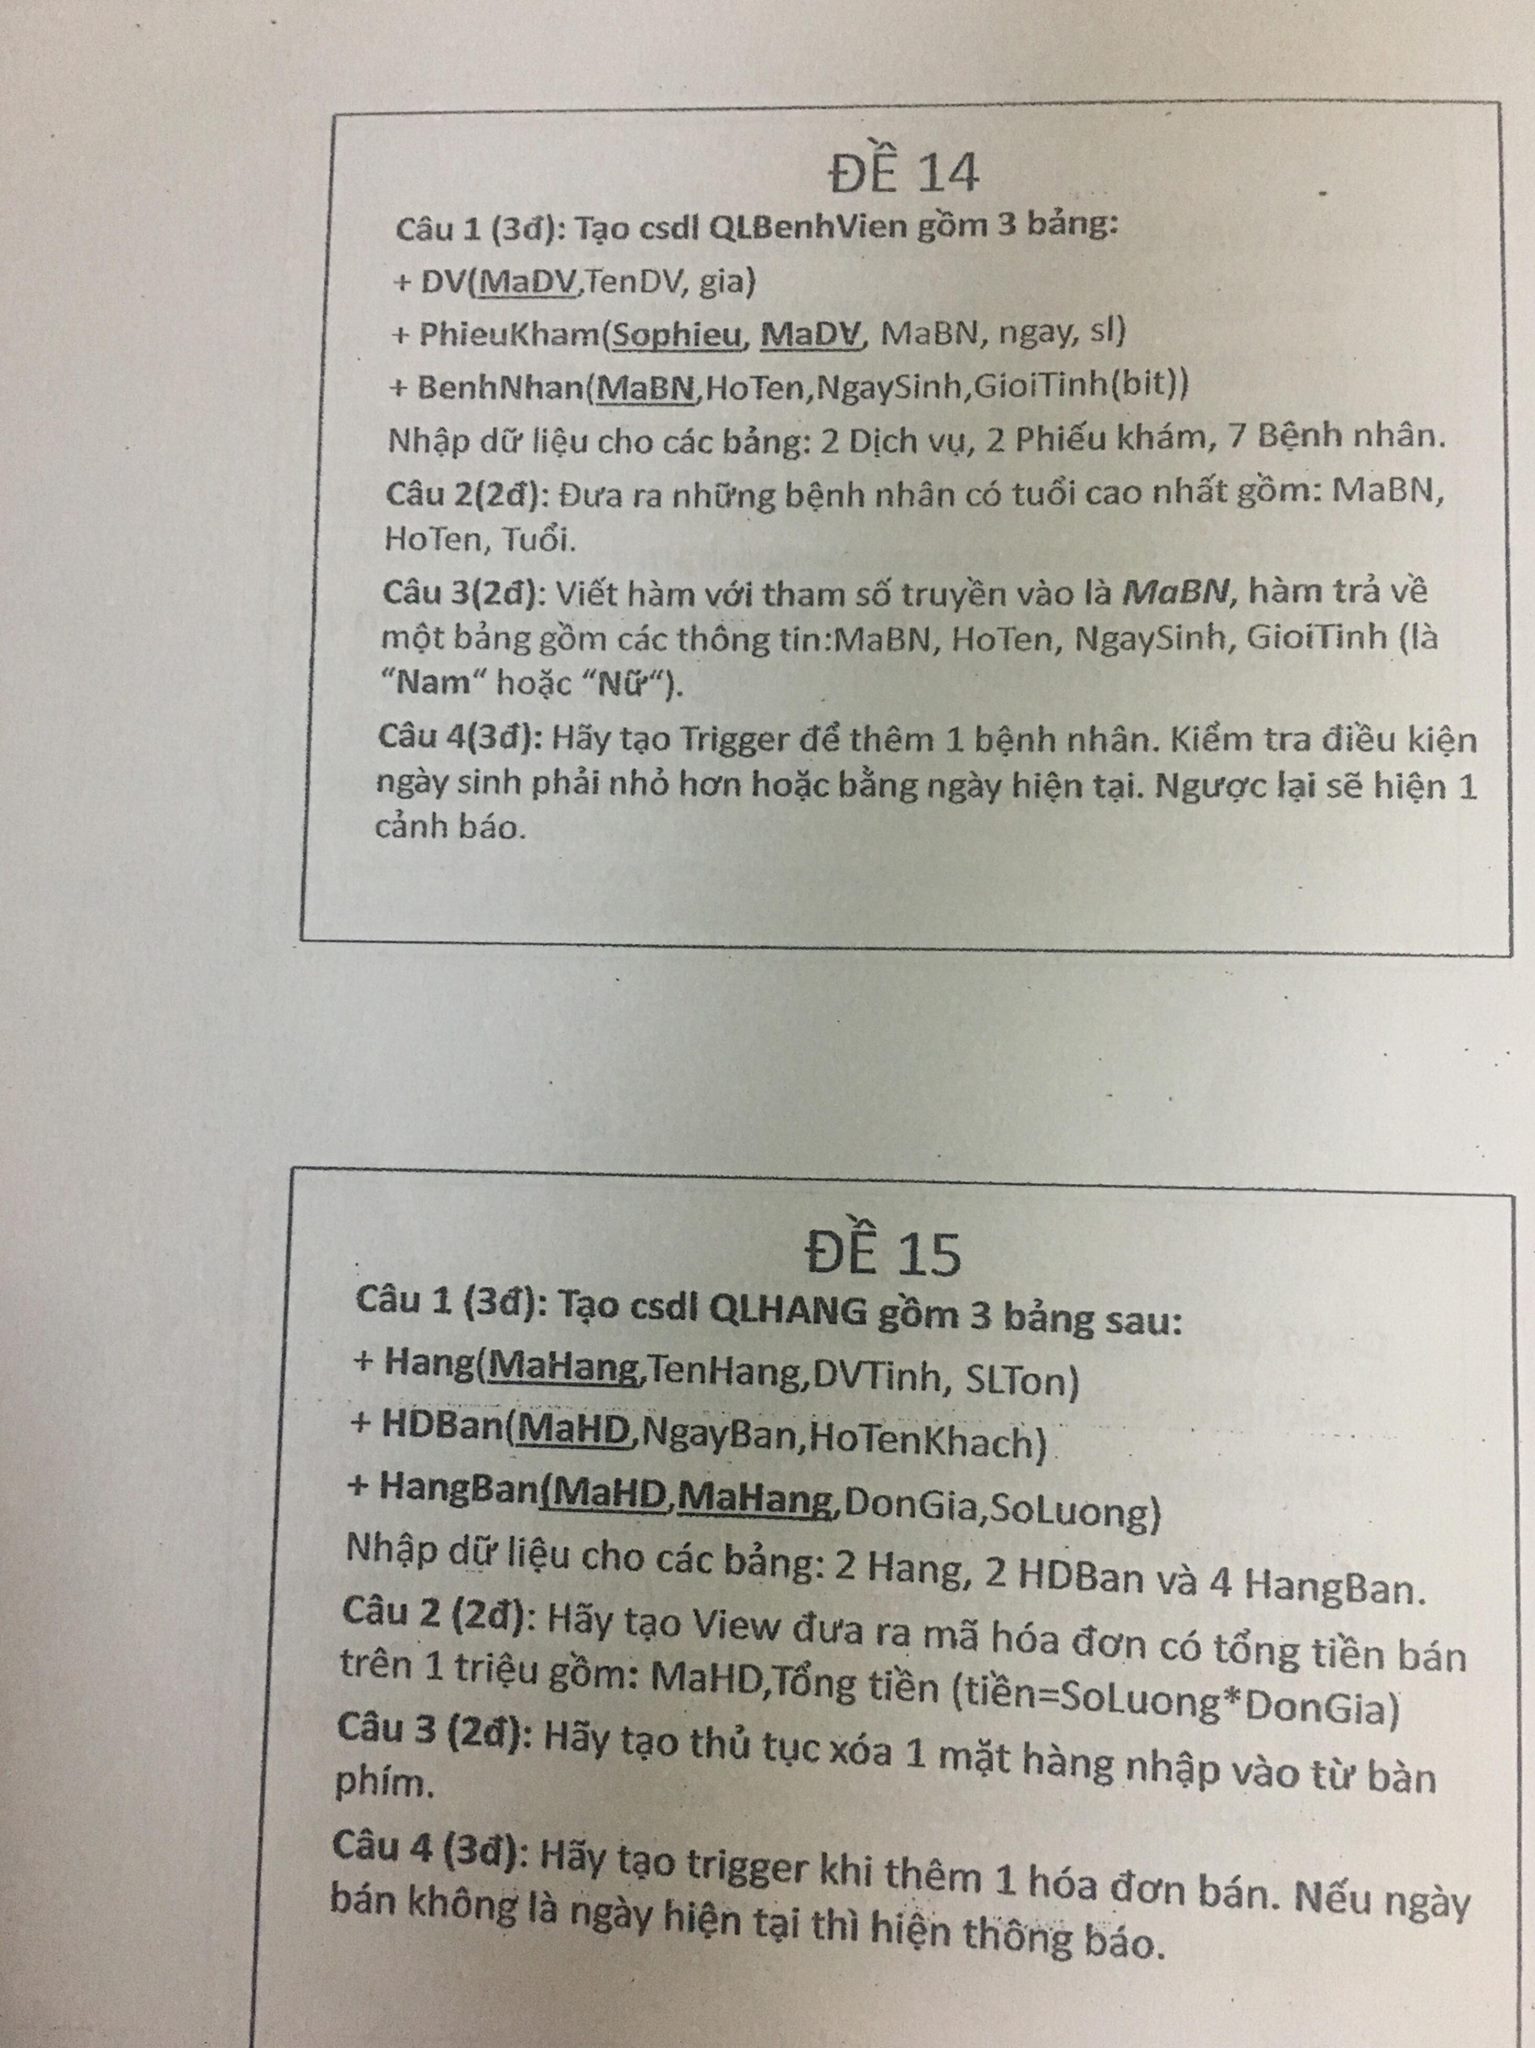 ĐỀ 14
Câu 1 (3đ): Tạo csdl QLBenhVien gồm 3 bảng:
+ DV(MaDV,TenDV, gia)
+ PhieuKham(Sophieu, MaDV, MaBN, ngay, sl)
+ BenhNhan(MaBN,HoTen,NgaySinh,GioiTinh(bit))
Nhập dữ liệu cho các bảng: 2 Dịch vụ, 2 Phiếu khám, 7 Bệnh nhân.
Câu 2(2đ): Đưa ra những bệnh nhân có tuổi cao nhất gồm: MaBN,
HoTen, Tuổi.
Câu 3(2đ): Viết hàm với tham số truyền vào là MaBN, hàm trả về
một bảng gồm các thông tin:MaBN, HoTen, NgaySinh, GioiTinh (là
“Nam“ hoặc “Nữ“).
Câu 4(3đ): Hãy tạo Trigger để thêm 1 bệnh nhân. Kiểm tra điều kiện
ngày sinh phải nhỏ hơn hoặc bằng ngày hiện tại. Ngược lại sẽ hiện 1
cảnh báo.
ĐỀ 15
Câu 1 (3đ): Tạo csdl QLHANG gồm 3 bảng sau:
+ Hang(MaHang,TenHang,DVTinh, SLTon)
+ HDBan(MaHD,NgayBan,HoTenKhach)
+ HangBan(MaHD,MaHang,DonGia,SoLuong)
Nhập dữ liệu cho các bảng: 2 Hang, 2 HDBan và 4 HangBan.
Câu 2 (2đ): Hãy tạo View đưa ra mã hóa đơn có tổng tiền bán
trên 1 triệu gồm: MaHD,Tổng tiền (tiền=SoLuong*DonGia)
Câu 3 (2đ): Hãy tạo thủ tục xóa 1 mặt hàng nhập vào từ bàn
phím.
Câu 4 (3đ): Hãy tạo trigger khi thêm 1 hóa đơn bán. Nếu ngày
bán không là ngày hiện tại thì hiện thông báo.